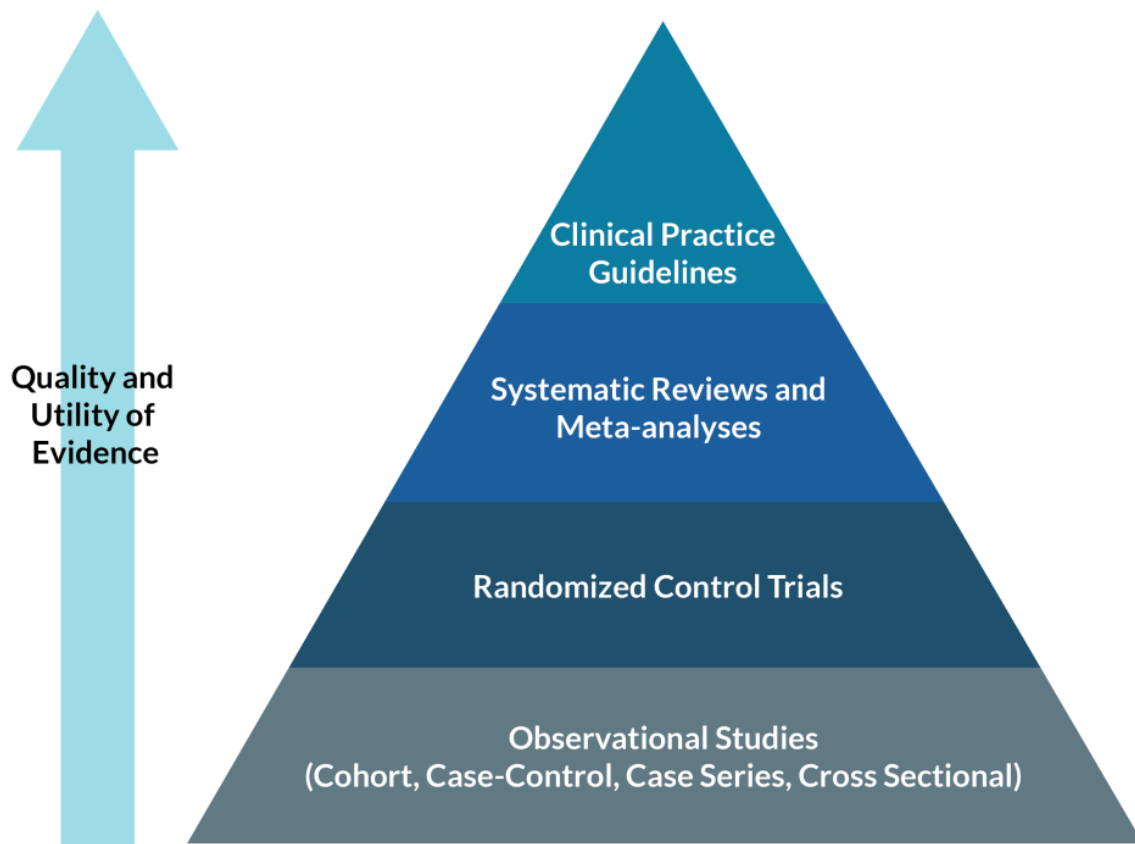 Clinical Practice
Guidelines
Quality and
Utility of
Evidence
Systematic Reviews and
Meta-analyses
Randomized Control Trials
Observational Studies
(Cohort, Case-Control, Case Series, Cross Sectional)